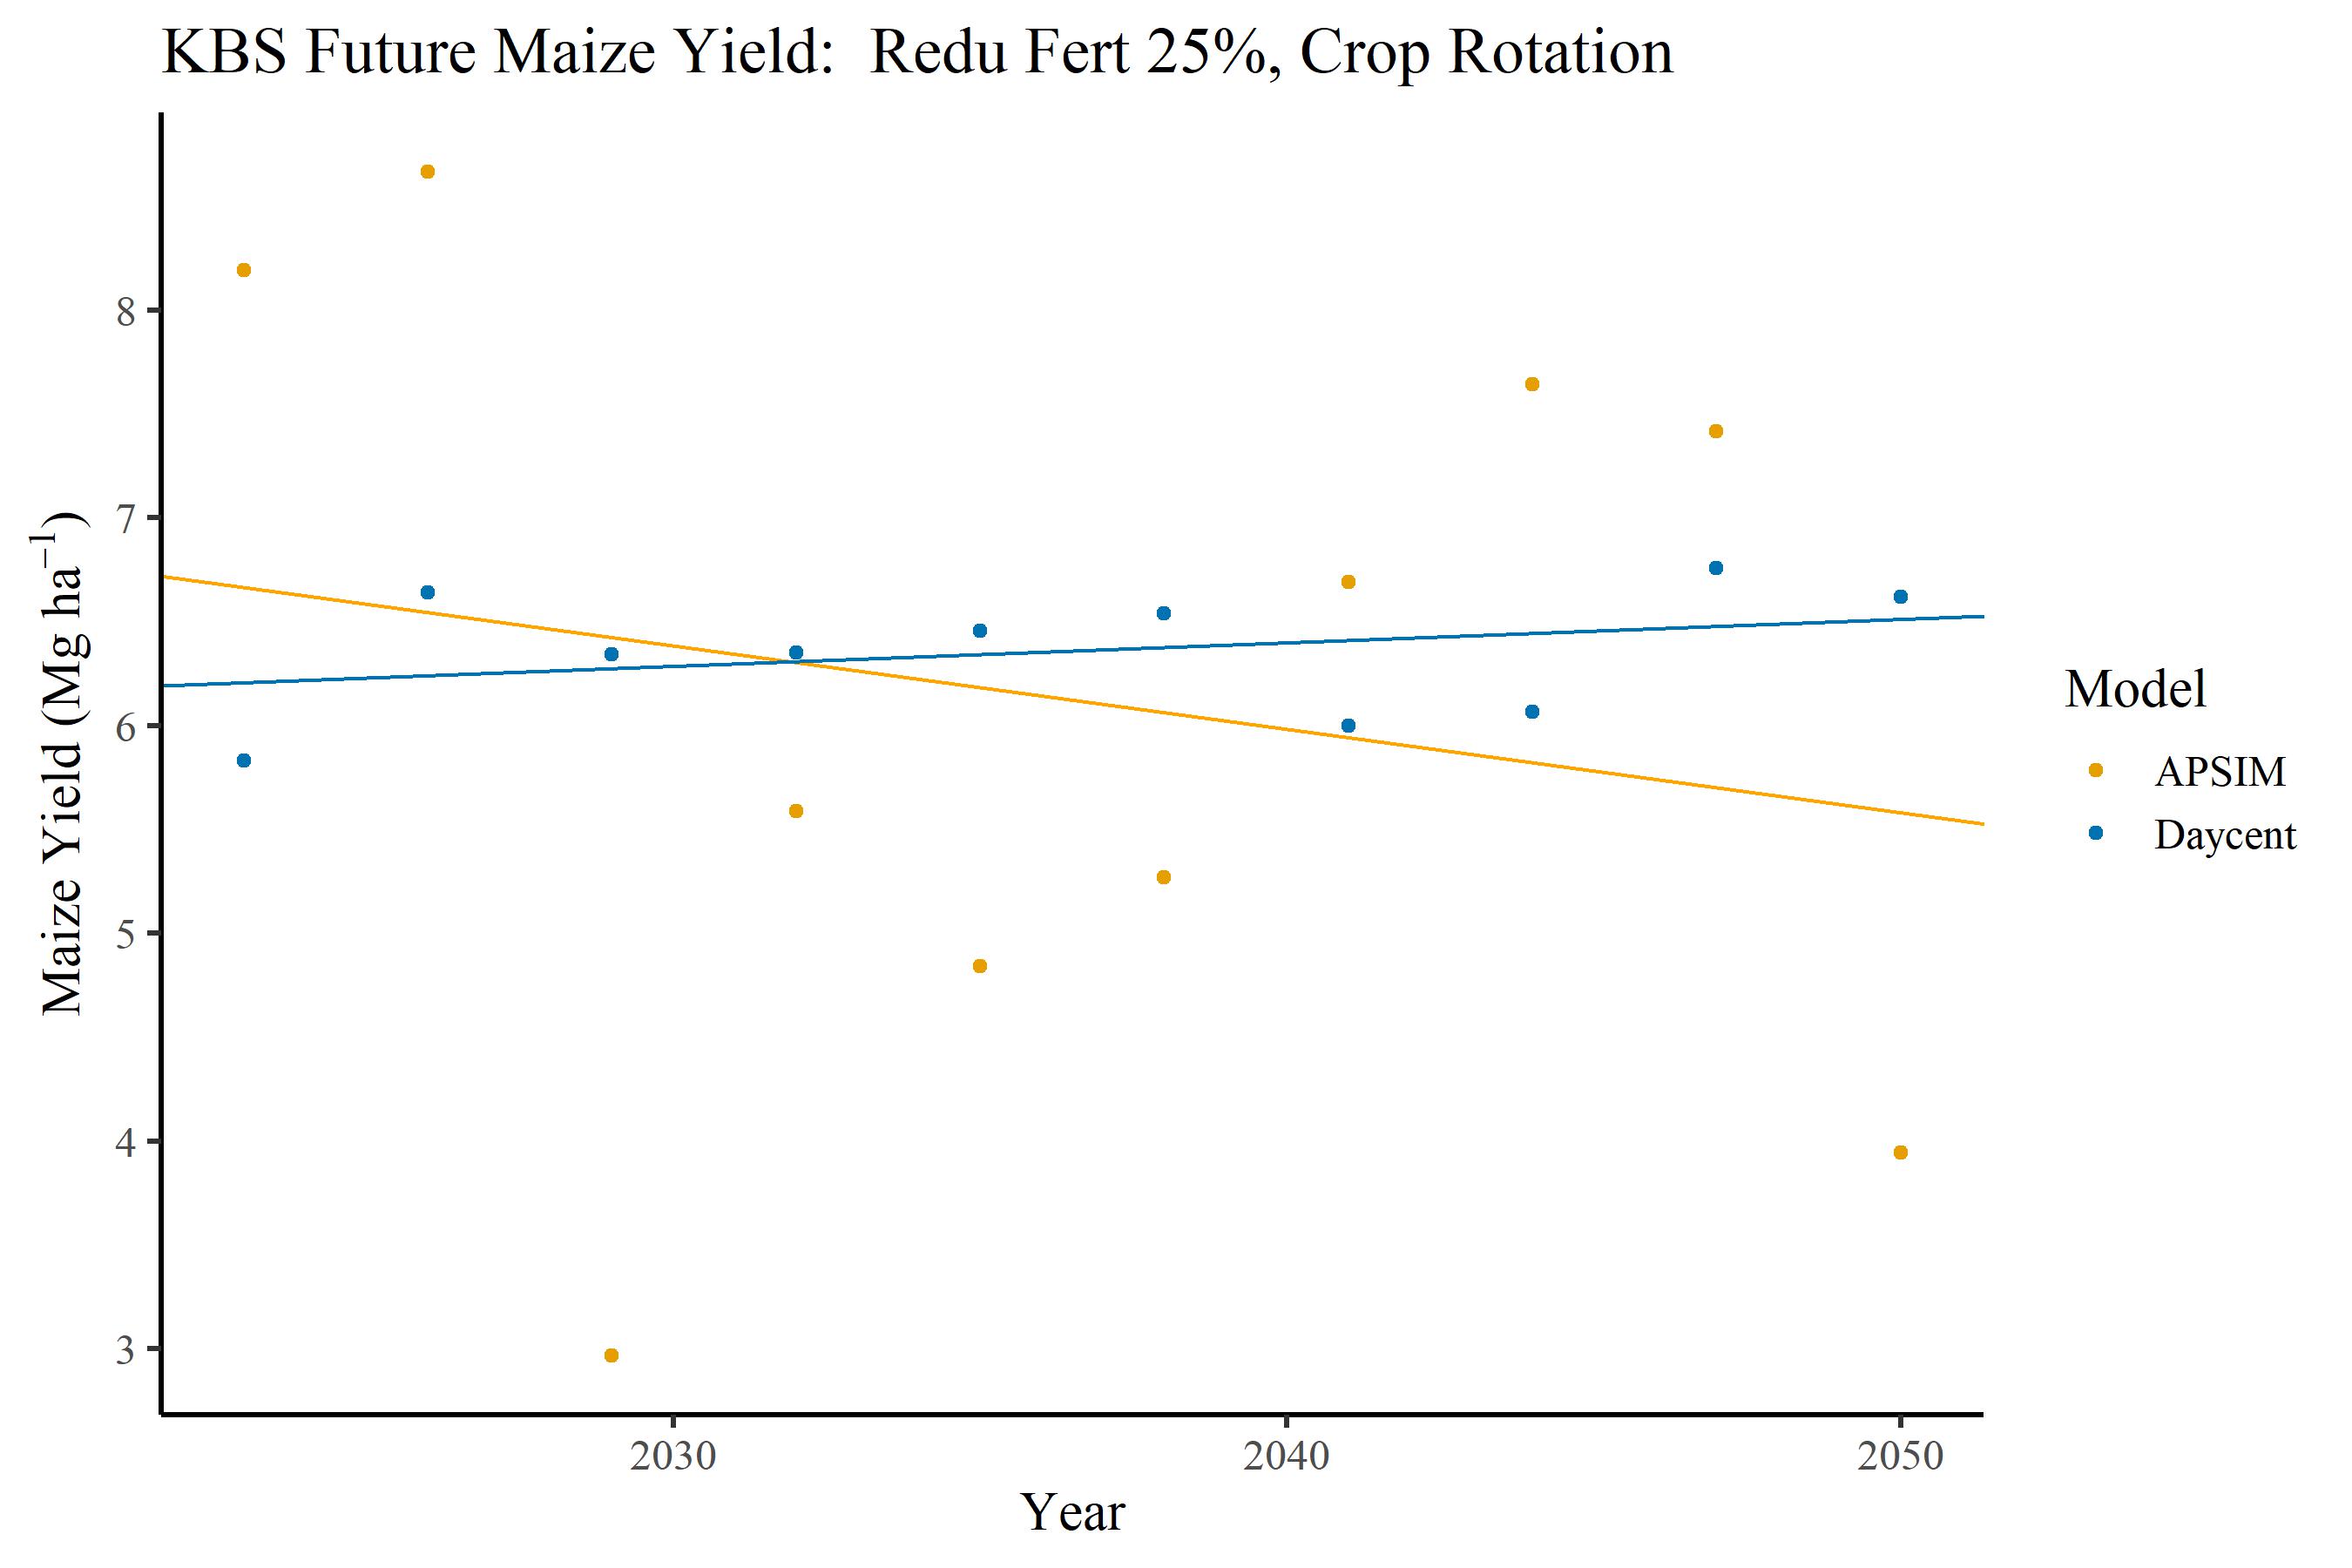 KBS Future Maize Yield:  Redu Fert 25%, Crop Rotation
Maize Yield (Mg ha⁻¹)
8
7
6
5
4
3
2030
2040
2050
Year
Model
APSIM
Daycent